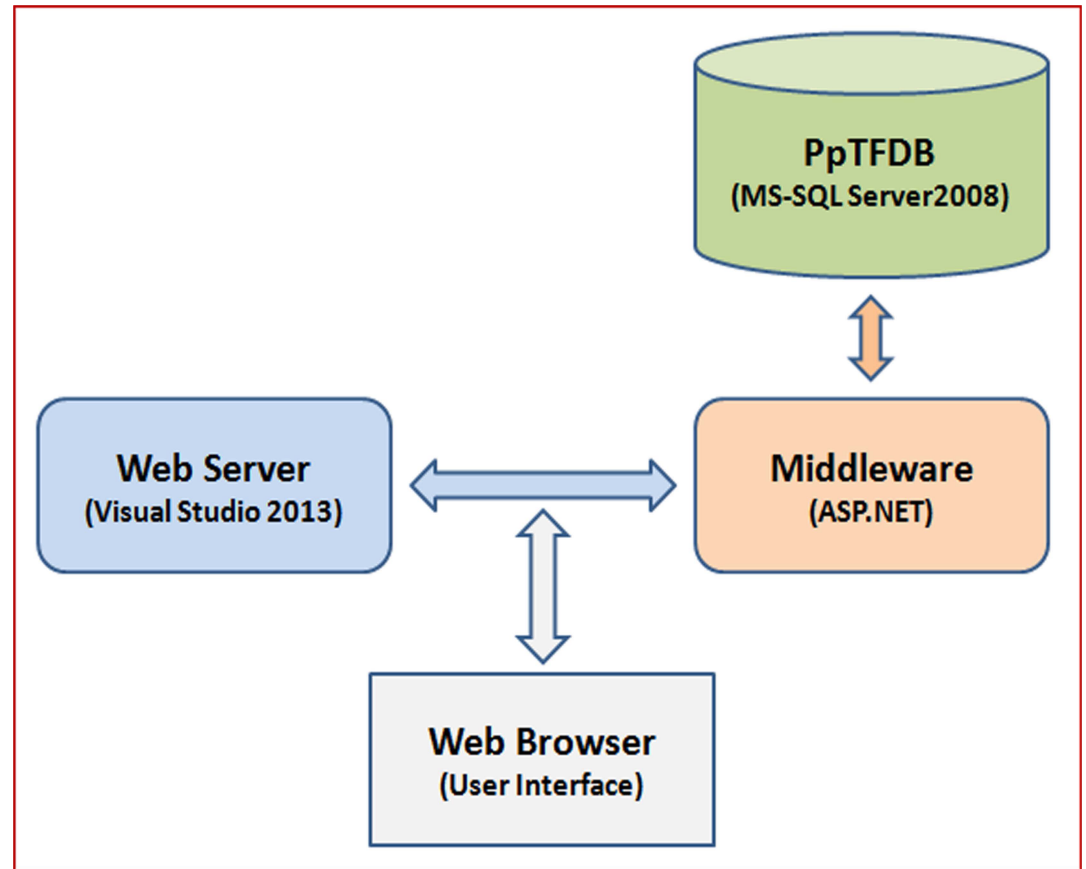 PpTFDB
(MS-SQL Server2008)
Web Server
(Visual Studio 2013)
Middleware
(ASP.NET)
Web Browser
(User Interface)